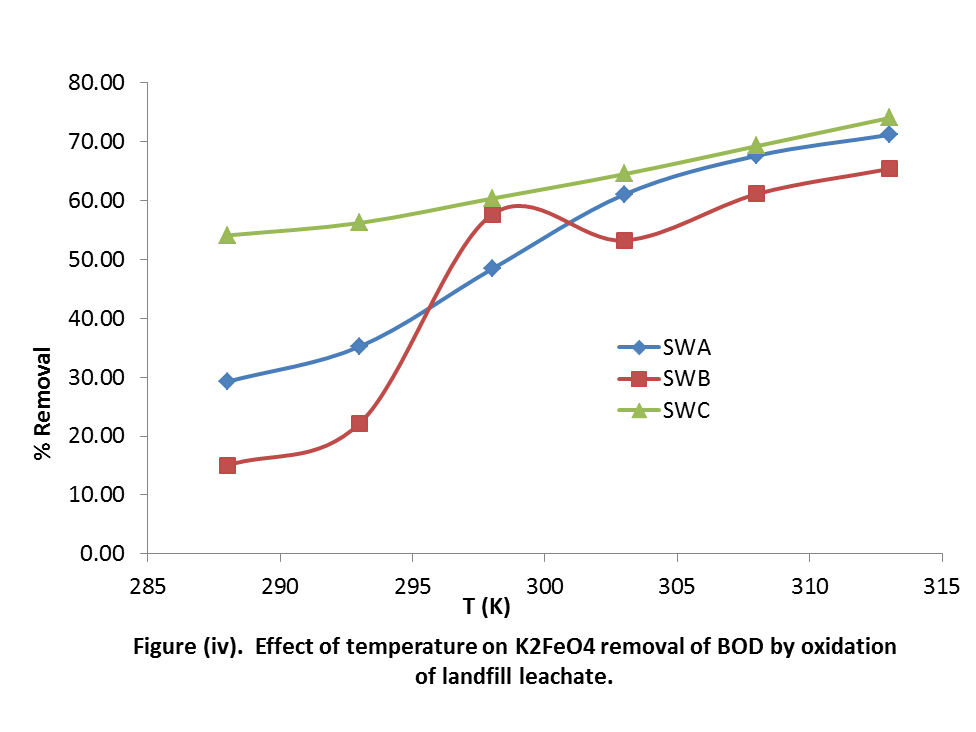 80.00
70.00
60.00
50.00
40.00
30.00
20.00
10.00
0.00
% Removal
SWA
SWB
SWC
285 290 295 300 305 310 315
T (K)
Figure (iv).  Effect of temperature on K2FeO4 removal of BOD by oxidation
of landfill leachate.